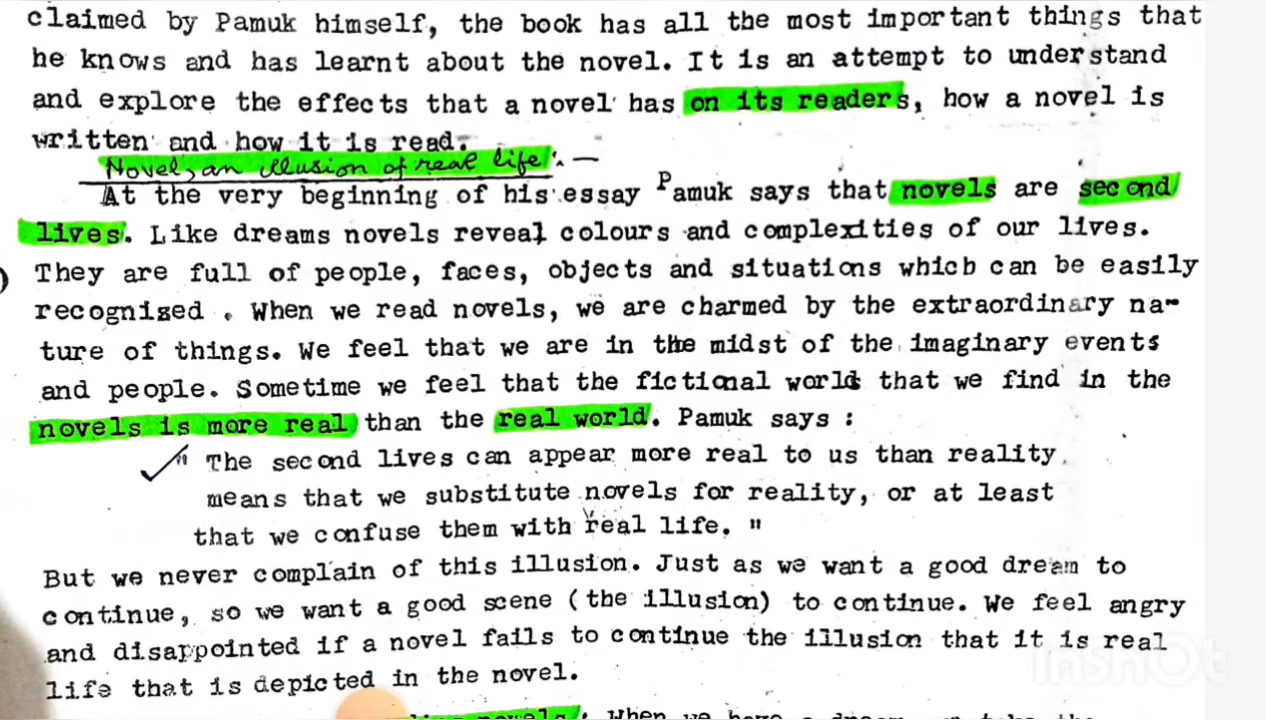 claimed by Pamuk himself, the book has all the most important things that
he knows and has learnt about the novel. It is an attempt to understand
and explore the effects that a novel has on its readers, how a novel is
written and how it is read.
Novel, an illusion of real life :-
At the very beginning of his essay Pamuk says that novels are second
lives. Like dreams novels reveal colours and complexities of our lives.
They are full of people, faces, objects and situations which can be easily
recognised. When we read novels, we are charmed by the extraordinary na-
ture of things. We feel that we are in the midst of the imaginary events
and people. Sometime we feel that the fictional world that we find in the
novels is more real than the real world. Pamuk says :
" The second lives can appear more real to us than reality
means that we substitute novels for reality, or at least
that we confuse them with real life. "
But we never complain of this illusion. Just as we want a good dream to
continue, so we want a good scene (the illusion) to continue. We feel angry
and disappointed if a novel fails to continue the illusion that it is real
life that is depicted in the novel.
novels: When we have a dream
InShOt